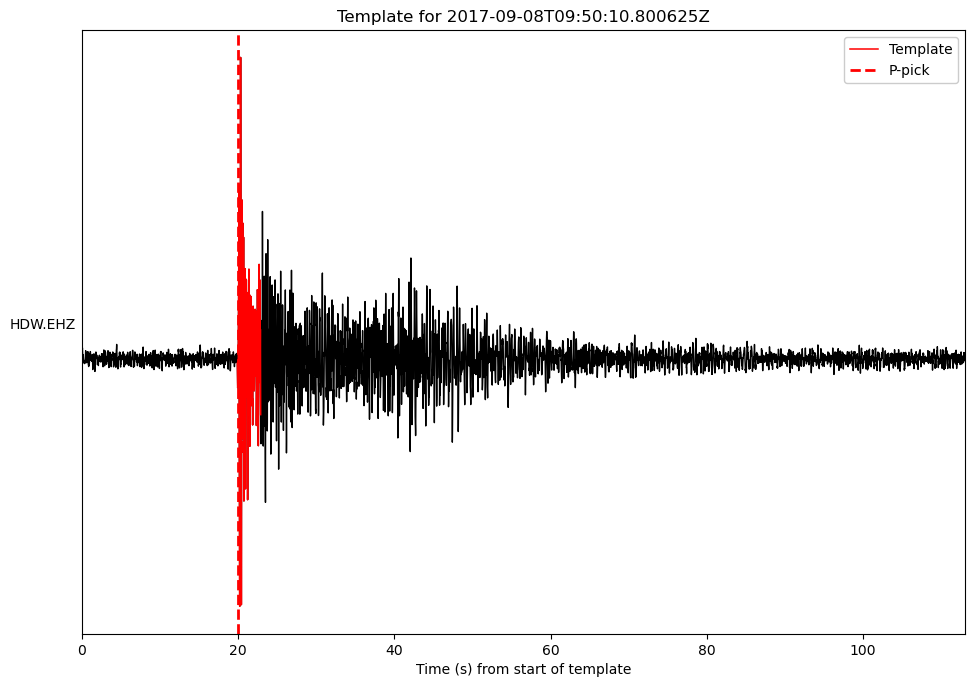 Template for 2017-09-08T09:50:10.800625Z
Template
P-pick
HDW.EHZ
0 20 40 60 80 100
Time (s) from start of template